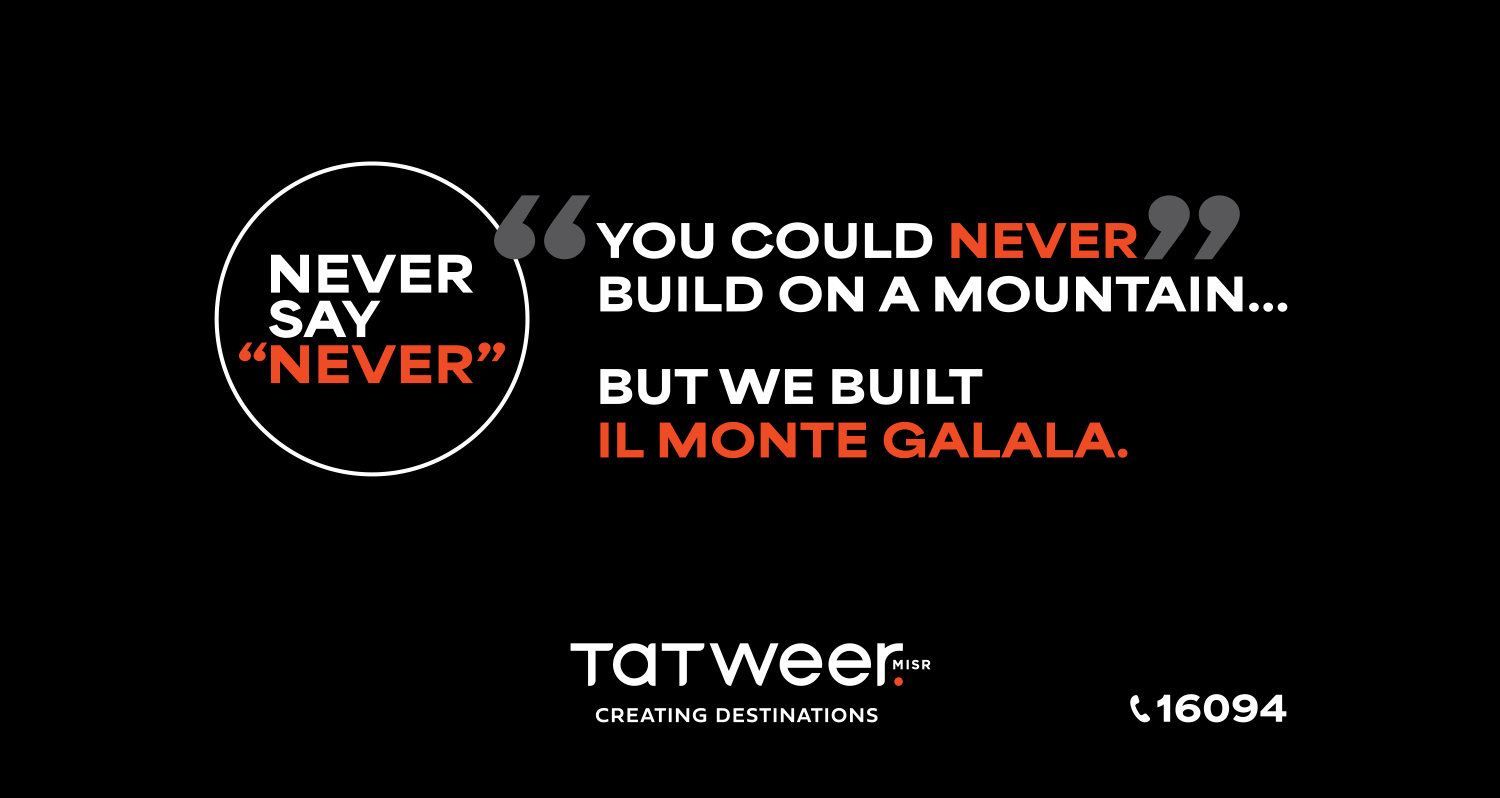 NEVER
SAY
“NEVER”
“YOU COULD NEVER”
BUILD ON A MOUNTAIN...
BUT WE BUILT
IL MONTE GALALA.
TaTweer. MISR
CREATING DESTINATIONS
16094